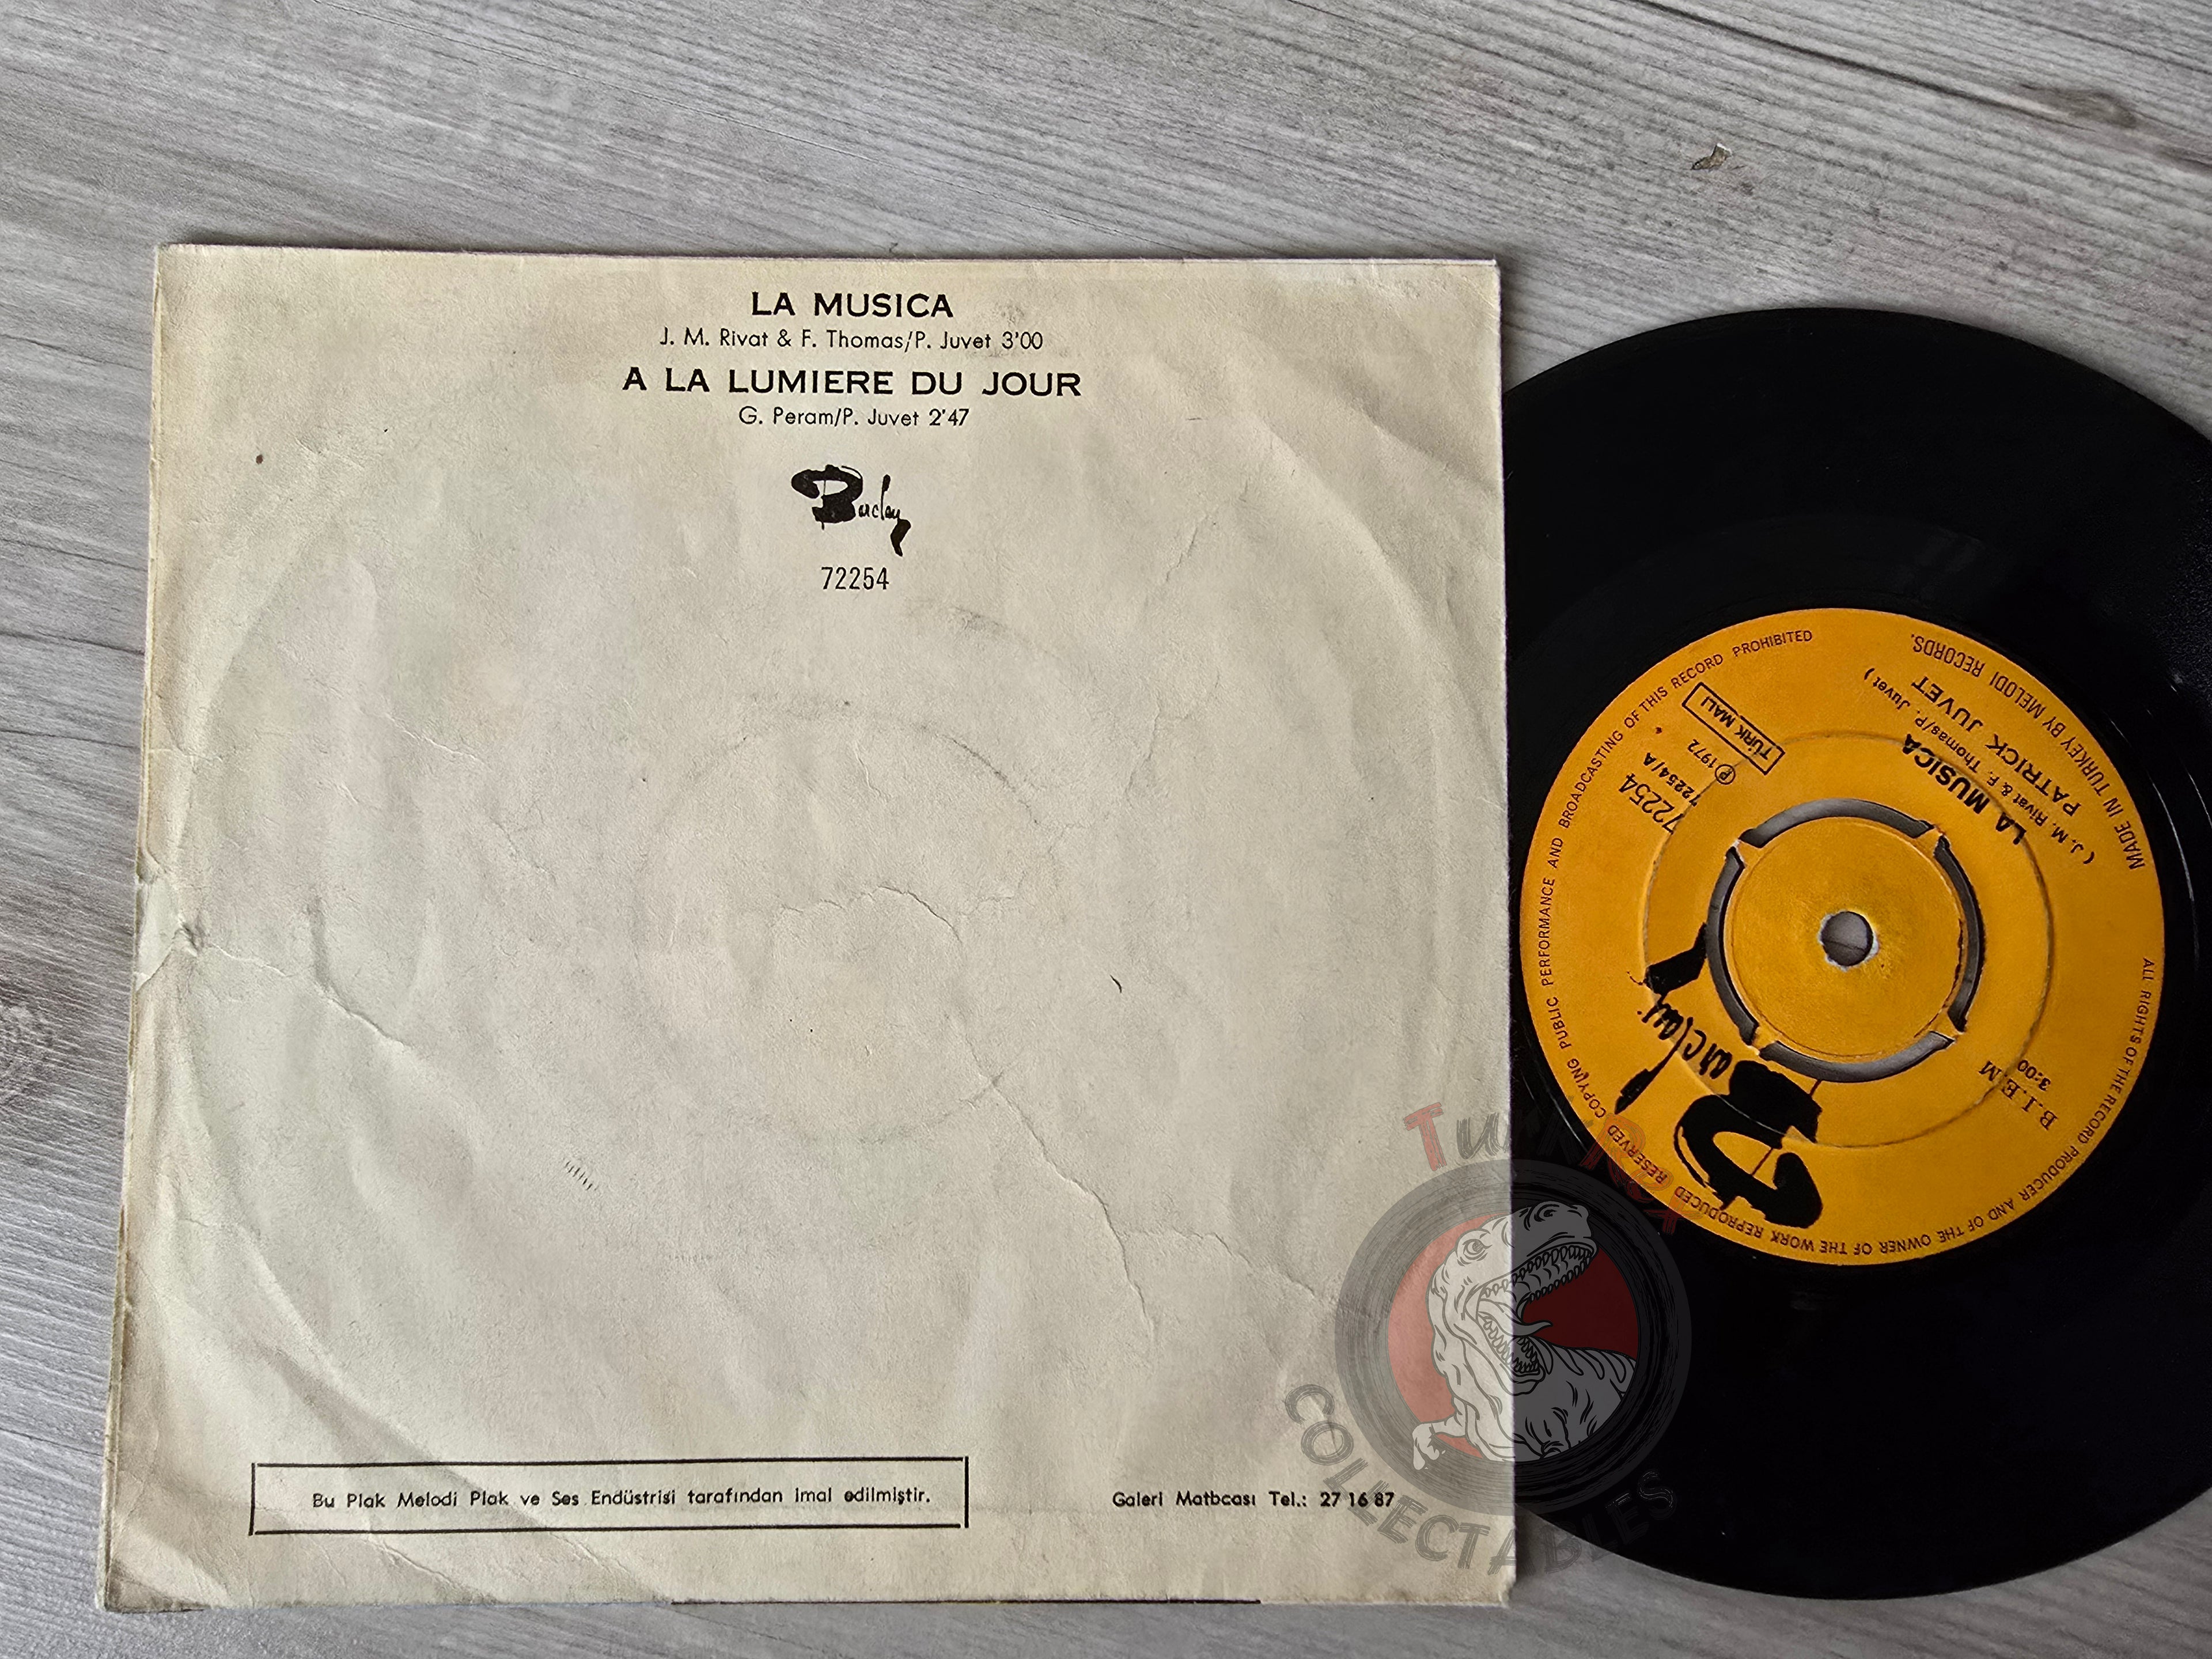 LA MUSICA
J. M. Rivat & F. Thomas/P. Juvet 3'00
A LA LUMIERE DU JOUR
G. Peram/P. Juvet 2'47
Barclay
72254
Bu Plak Melodi Plak ve Ses Endüstrisi tarafından imal edilmiştir.
Galeri Matbcası Tel.: 27 16 87
MADE IN TURKEY BY MELODI RECORDS.
ALL RIGHTS OF THE RECORD PRODUCER AND OF THE OWNER OF THE WORK REPRODUCED RESERVED COPYING PUBLIC PERFORMANCE AND BROADCASTING OF THIS RECORD PROHIBITED
Barclay
B.I.E.M
3:00
72254
72254/A
℗ 1972
TÜRK MALI
LA MUSICA
( J. M. Rivat & F. Thomas/P. Juvet )
PATRICK JUVET
TurnRex
COLLECTABLES